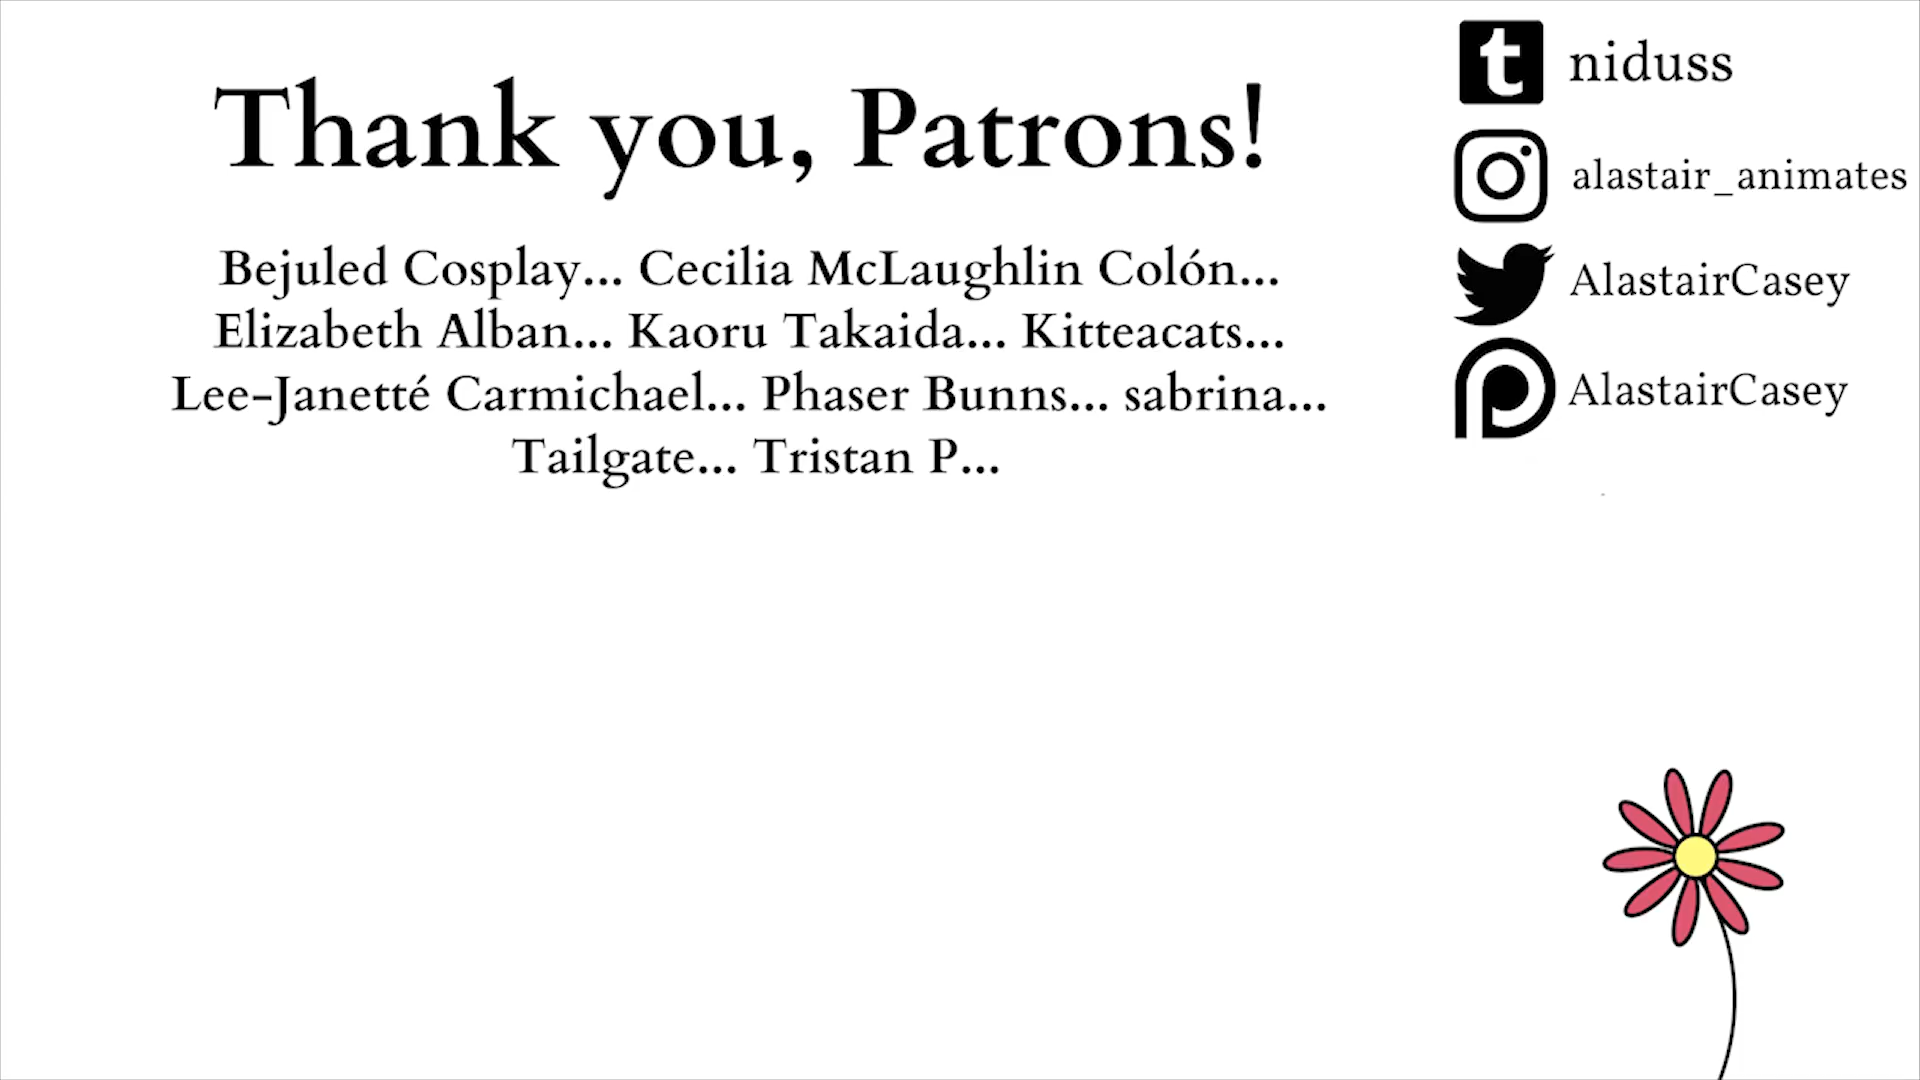 Thank you, Patrons!
Bejuled Cosplay... Cecilia McLaughlin Colón...
Elizabeth Alban... Kaoru Takaida... Kitteacats...
Lee-Janetté Carmichael... Phaser Bunns... sabrina...
Tailgate... Tristan P...
niduss
alastair_animates
AlastairCasey
AlastairCasey